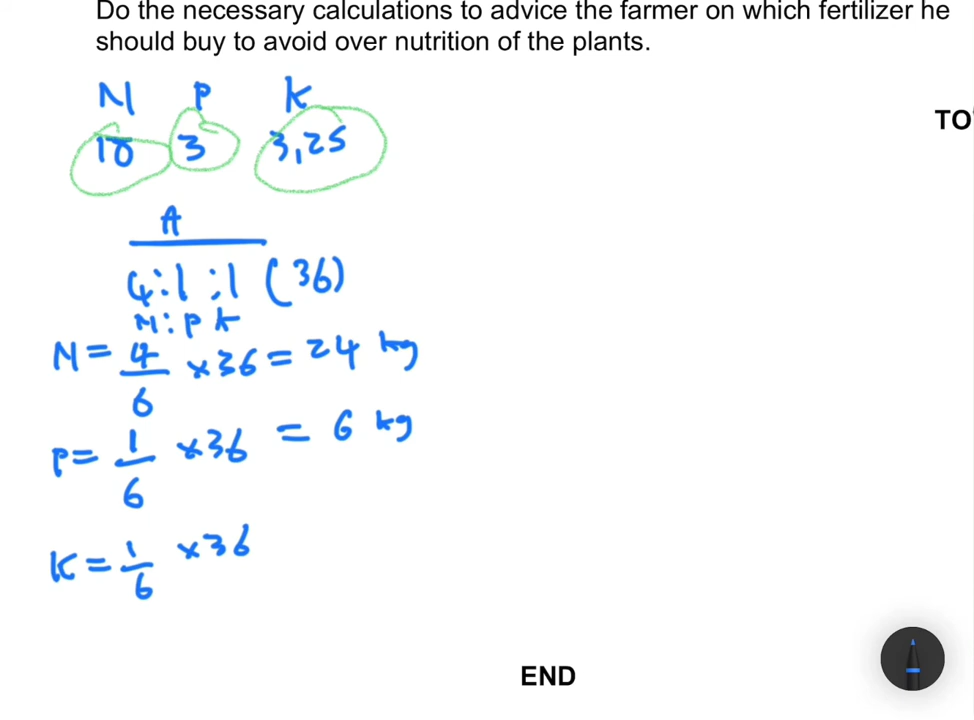 Do the necessary calculations to advice the farmer on which fertilizer he
should buy to avoid over nutrition of the plants.
N P K
TO
10 3 3,25
A
4:1:1 (36)
N:P K
N = 4/6 ×36 = 24 kg
P = 1/6 ×36 = 6 kg
K = 1/6 ×36
END